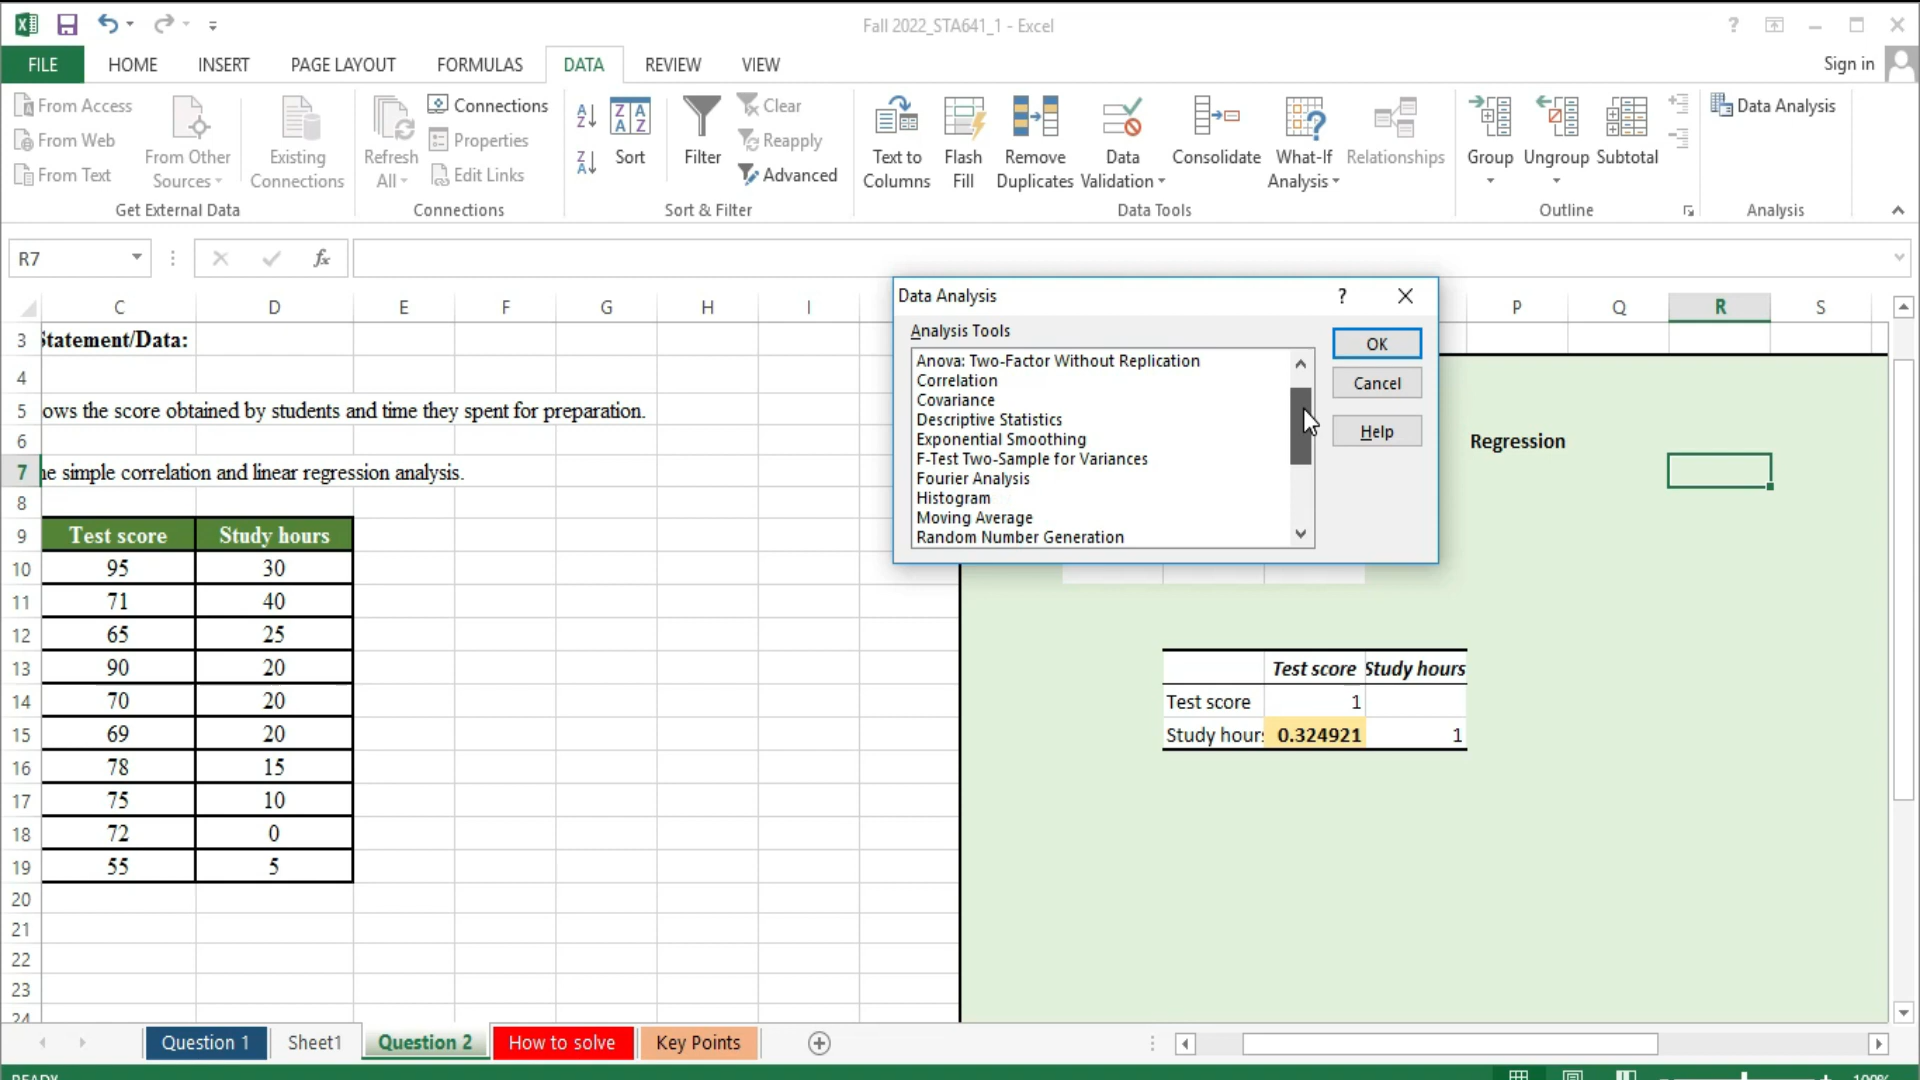 Fall 2022_STA641_1 - Excel
?
FILE HOME INSERT PAGE LAYOUT FORMULAS DATA REVIEW VIEW Sign in
From Access
From Web
From Text
From Other
Sources
Existing
Connections
Get External Data
Refresh
All
Connections
Properties
Edit Links
Connections
Sort
Filter
Clear
Reapply
Advanced
Sort & Filter
Text to
Columns
Flash
Fill
Remove
Duplicates
Data
Validation
Consolidate
What-If
Analysis
Relationships
Data Tools
Group
Ungroup
Subtotal
Outline
Data Analysis
Analysis
R7 fx
C D E F G H I P Q R S
3 Statement/Data:
4
5 ows the score obtained by students and time they spent for preparation.
6 Regression
7 he simple correlation and linear regression analysis.
8
9 Test score Study hours
10 95 30
11 71 40
12 65 25
13 90 20
14 70 20
15 69 20
16 78 15
17 75 10
18 72 0
19 55 5
20
21
22
23
24
Data Analysis ?
Analysis Tools
Anova: Two-Factor Without Replication
Correlation
Covariance
Descriptive Statistics
Exponential Smoothing
F-Test Two-Sample for Variances
Fourier Analysis
Histogram
Moving Average
Random Number Generation
OK
Cancel
Help
Test score Study hours
Test score 1
Study hours 0.324921 1
Question 1 Sheet1 Question 2 How to solve Key Points
READY 100%